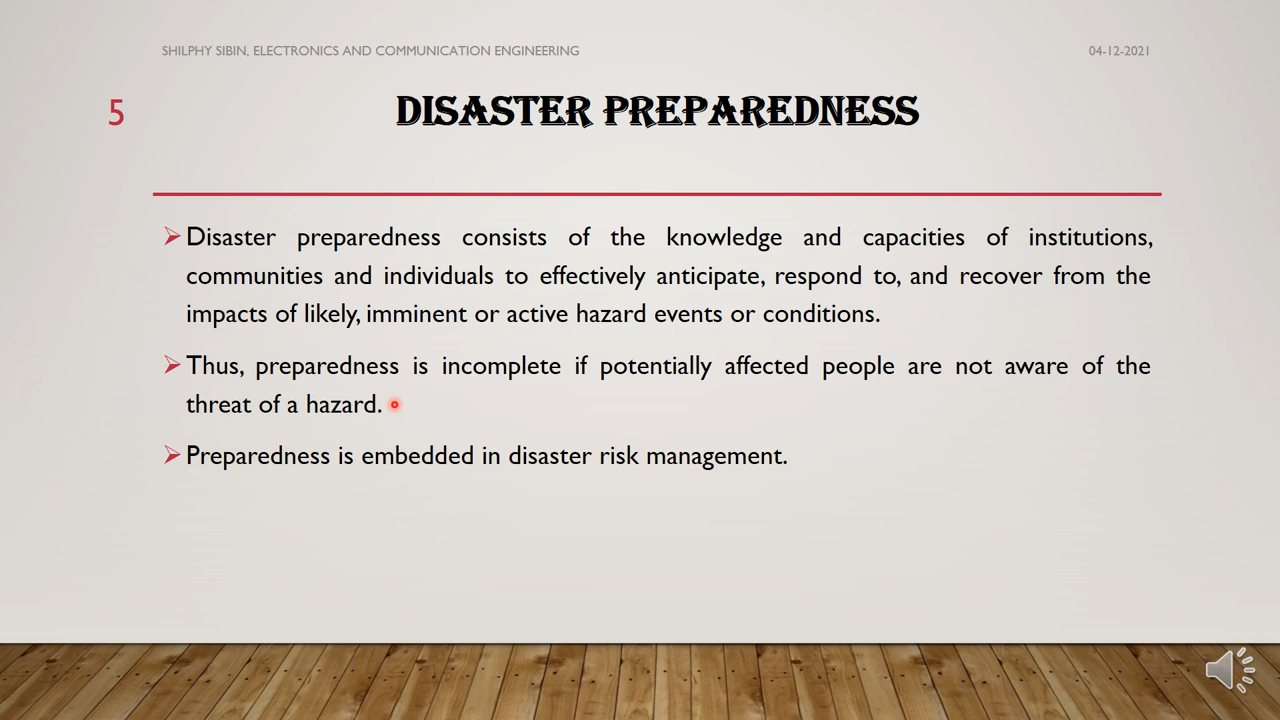 SHILPHY SIBIN, ELECTRONICS AND COMMUNICATION ENGINEERING
04-12-2021
5
DISASTER PREPAREDNESS
Disaster preparedness consists of the knowledge and capacities of institutions,
communities and individuals to effectively anticipate, respond to, and recover from the
impacts of likely, imminent or active hazard events or conditions.
Thus, preparedness is incomplete if potentially affected people are not aware of the
threat of a hazard.
Preparedness is embedded in disaster risk management.